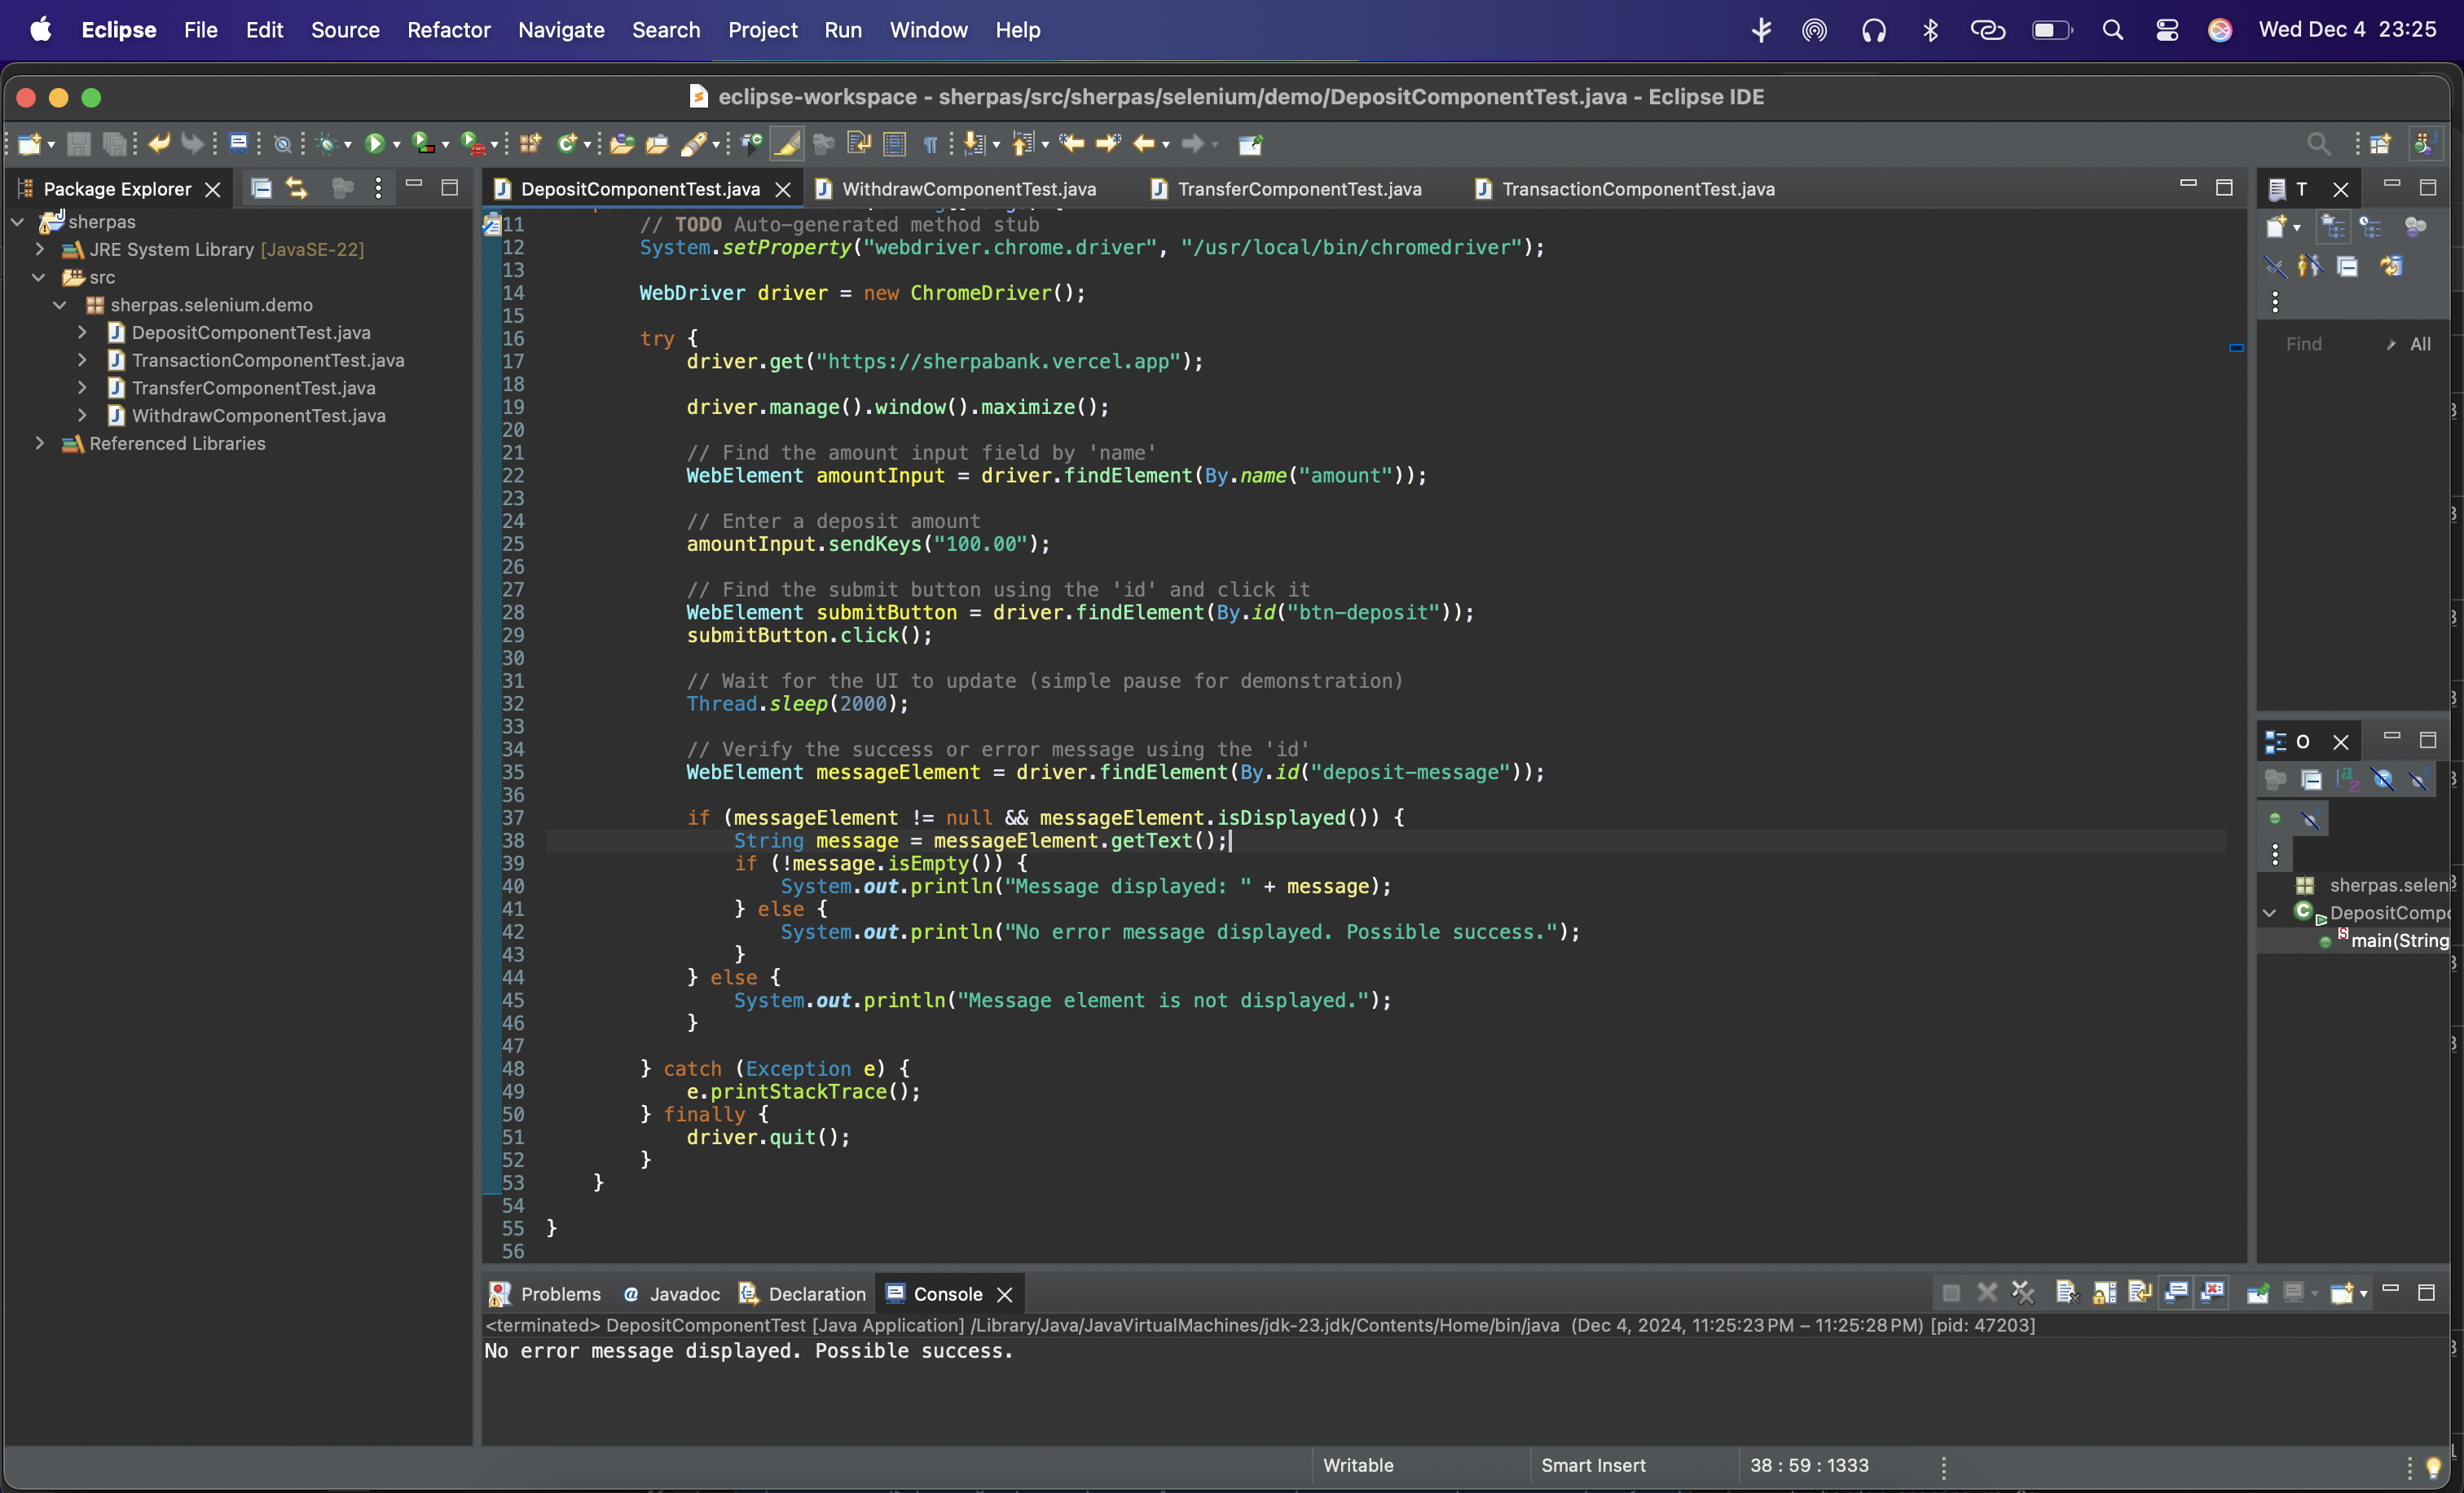 Eclipse File Edit Source Refactor Navigate Search Project Run Window Help Wed Dec 4 23:25
eclipse-workspace - sherpas/src/sherpas/selenium/demo/DepositComponentTest.java - Eclipse IDE
Package Explorer
sherpas
JRE System Library [JavaSE-22]
src
sherpas.selenium.demo
DepositComponentTest.java
TransactionComponentTest.java
TransferComponentTest.java
WithdrawComponentTest.java
Referenced Libraries
DepositComponentTest.java WithdrawComponentTest.java TransferComponentTest.java TransactionComponentTest.java
11 // TODO Auto-generated method stub
12 System.setProperty("webdriver.chrome.driver", "/usr/local/bin/chromedriver");
13
14 WebDriver driver = new ChromeDriver();
15
16 try {
17 driver.get("https://sherpabank.vercel.app");
18
19 driver.manage().window().maximize();
20
21 // Find the amount input field by 'name'
22 WebElement amountInput = driver.findElement(By.name("amount"));
23
24 // Enter a deposit amount
25 amountInput.sendKeys("100.00");
26
27 // Find the submit button using the 'id' and click it
28 WebElement submitButton = driver.findElement(By.id("btn-deposit"));
29 submitButton.click();
30
31 // Wait for the UI to update (simple pause for demonstration)
32 Thread.sleep(2000);
33
34 // Verify the success or error message using the 'id'
35 WebElement messageElement = driver.findElement(By.id("deposit-message"));
36
37 if (messageElement != null && messageElement.isDisplayed()) {
38 String message = messageElement.getText();
39 if (!message.isEmpty()) {
40 System.out.println("Message displayed: " + message);
41 } else {
42 System.out.println("No error message displayed. Possible success.");
43 }
44 } else {
45 System.out.println("Message element is not displayed.");
46 }
47
48 } catch (Exception e) {
49 e.printStackTrace();
50 } finally {
51 driver.quit();
52 }
53 }
54
55 }
56
T
Find All
O
sherpas.selen
DepositCompo
main(String
Problems Javadoc Declaration Console
<terminated> DepositComponentTest [Java Application] /Library/Java/JavaVirtualMachines/jdk-23.jdk/Contents/Home/bin/java (Dec 4, 2024, 11:25:23 PM – 11:25:28 PM) [pid: 47203]
No error message displayed. Possible success.
Writable Smart Insert 38 : 59 : 1333